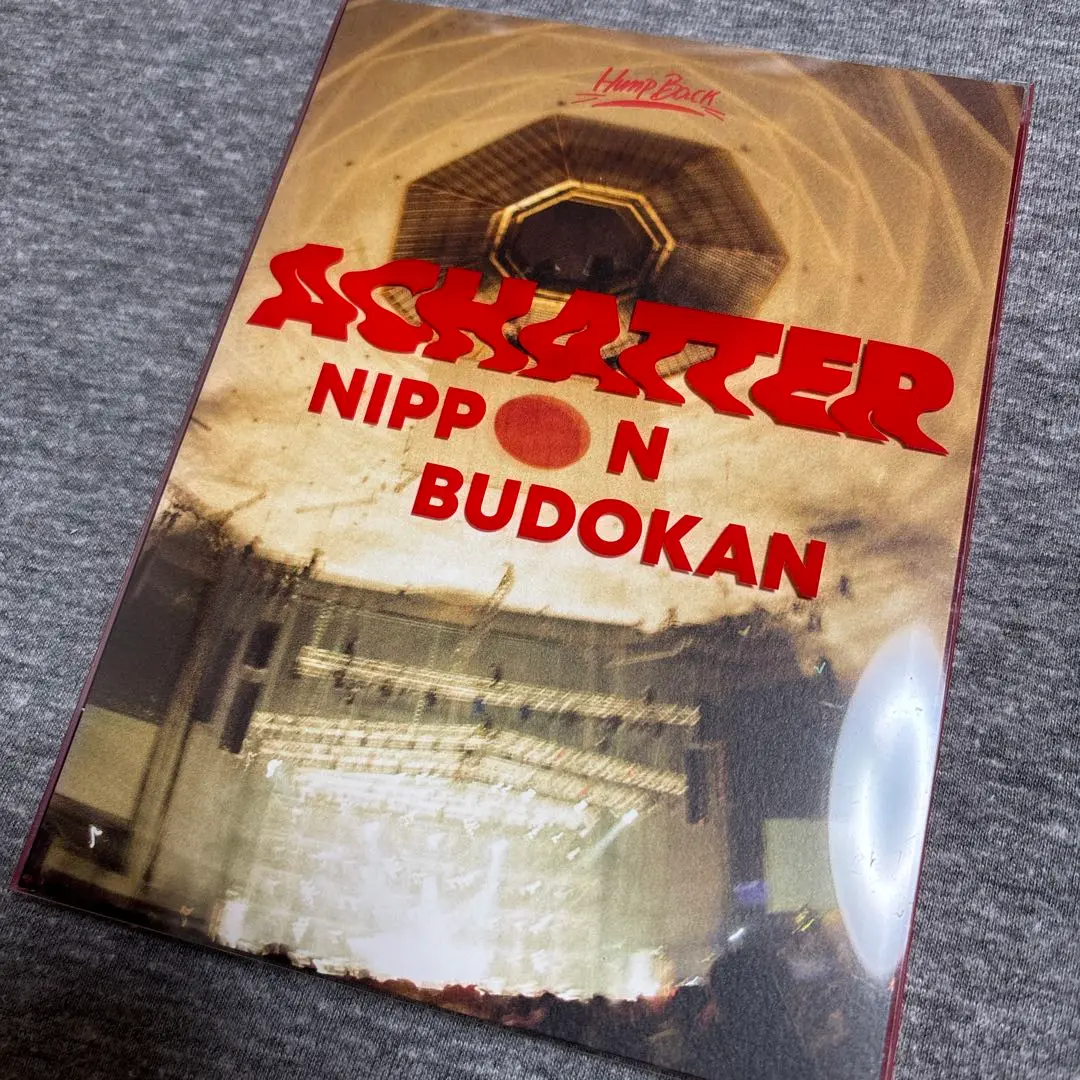 Hump Back
ACHATTER
NIPPON
BUDOKAN